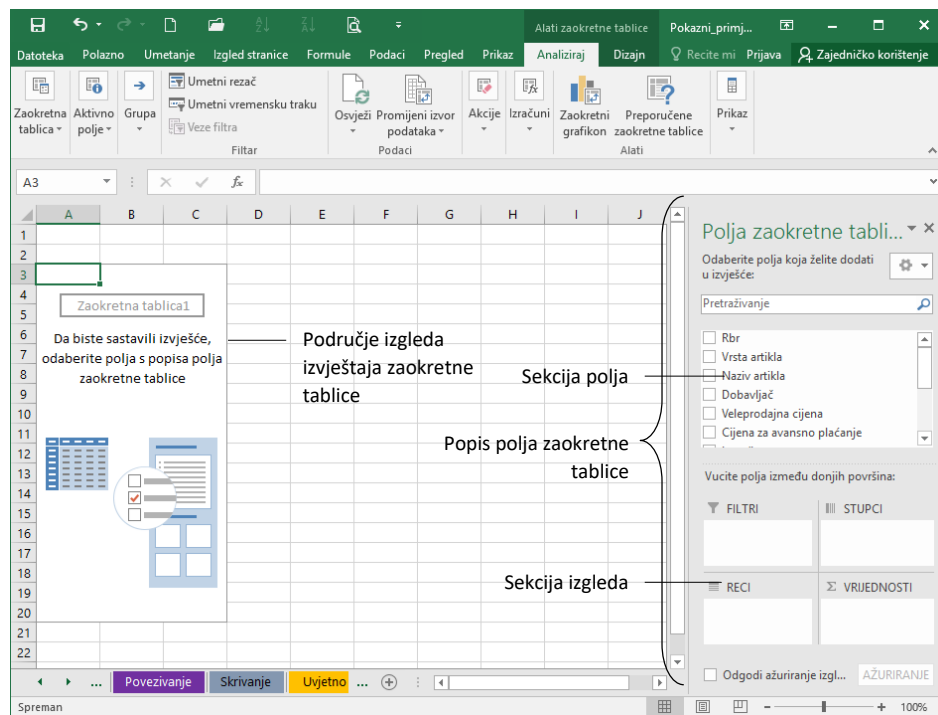 Alati zaokretne tablice
Pokazni_primj...
Datoteka Polazno Umetanje Izgled stranice Formule Podaci Pregled Prikaz Analiziraj Dizajn Recite mi Prijava Zajedničko korištenje
Zaokretna
tablica
Aktivno
polje
Grupa
Umetni rezač
Umetni vremensku traku
Veze filtra
Filtar
Osvježi
Promijeni izvor
podataka
Podaci
Akcije
Izračuni
Zaokretni
grafikon
Preporučene
zaokretne tablice
Alati
Prikaz
A3
fx
A B C D E F G H I J
1
2
3
4
5
6
7
8
9
10
11
12
13
14
15
16
17
18
19
20
21
22
Zaokretna tablica1
Da biste sastavili izvješće,
odaberite polja s popisa polja
zaokretne tablice
Područje izgleda
izvještaja zaokretne
tablice
Sekcija polja
Popis polja zaokretne
tablice
Sekcija izgleda
Polja zaokretne tabli...
Odaberite polja koja želite dodati
u izvješće:
Pretraživanje
Rbr
Vrsta artikla
Naziv artikla
Dobavljač
Veleprodajna cijena
Cijena za avansno plaćanje
Vucite polja između donjih površina:
FILTRI
STUPCI
RECI
Σ VRIJEDNOSTI
Odgodi ažuriranje izgl...
AŽURIRANJE
... Povezivanje Skrivanje Uvjetno ...
Spreman
100%